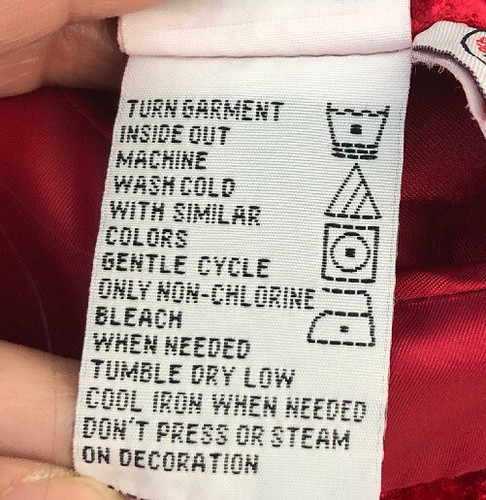 TURN GARMENT
INSIDE OUT
MACHINE
WASH COLD
WITH SIMILAR
COLORS
GENTLE CYCLE
ONLY NON-CHLORINE
BLEACH
WHEN NEEDED
TUMBLE DRY LOW
COOL IRON WHEN NEEDED
DON'T PRESS OR STEAM
ON DECORATION